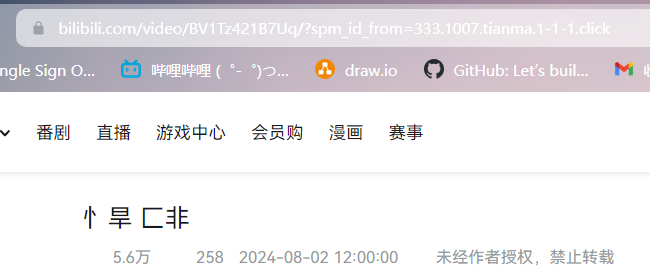 bilibili.com/video/BV1Tz421B7Uq/?spm_id_from=333.1007.tianma.1-1-1.click
ngle Sign O... 哔哩哔哩 (゜-゜)つ... draw.io GitHub: Let's buil...
番剧 直播 游戏中心 会员购 漫画 赛事
忄旱 匚非
5.6万 258 2024-08-02 12:00:00 未经作者授权，禁止转载